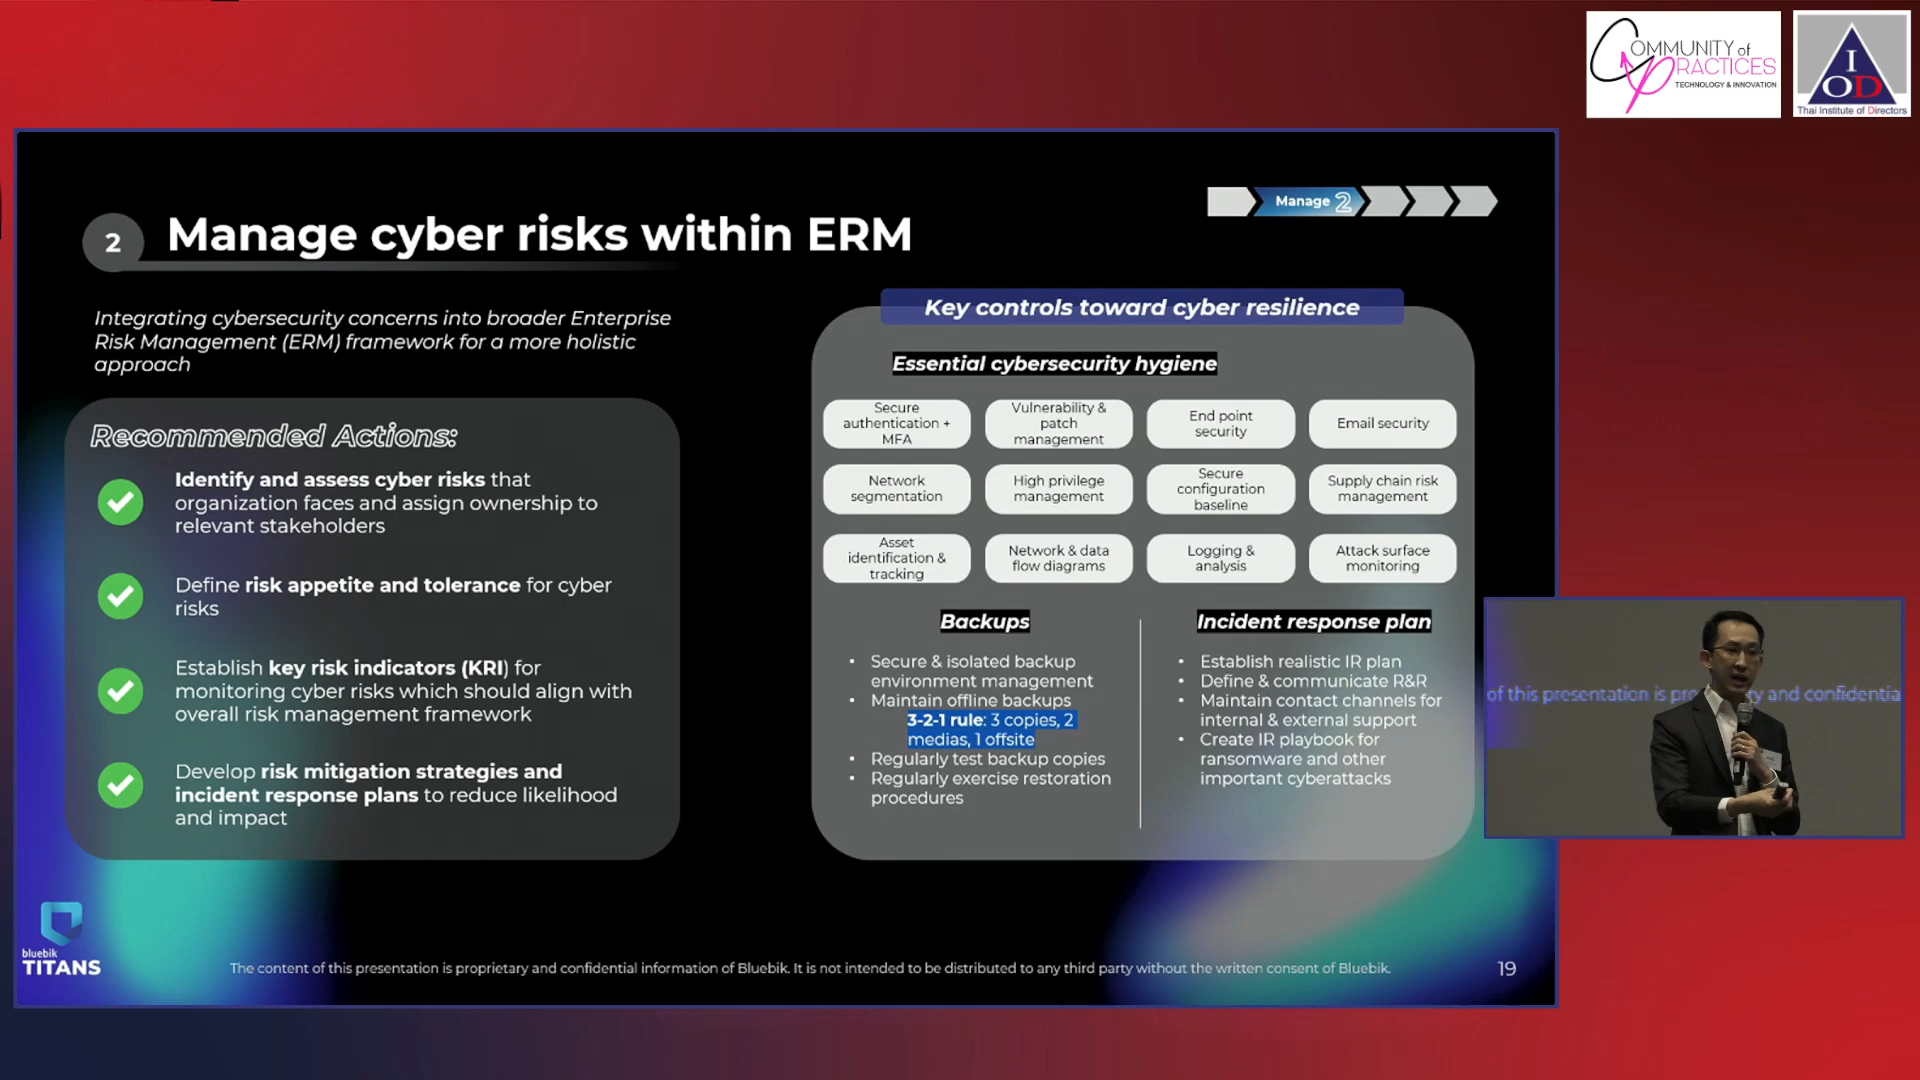 COMMUNITY of
PRACTICES
TECHNOLOGY & INNOVATION
I
OD
Thai Institute of Directors
Manage 2
2
Manage cyber risks within ERM
Integrating cybersecurity concerns into broader Enterprise
Risk Management (ERM) framework for a more holistic
approach
Recommended Actions:
Identify and assess cyber risks that
organization faces and assign ownership to
relevant stakeholders
Define risk appetite and tolerance for cyber
risks
Establish key risk indicators (KRI) for
monitoring cyber risks which should align with
overall risk management framework
Develop risk mitigation strategies and
incident response plans to reduce likelihood
and impact
Key controls toward cyber resilience
Essential cybersecurity hygiene
Secure
authentication +
MFA
Vulnerability &
patch
management
End point
security
Email security
Network
segmentation
High privilege
management
Secure
configuration
baseline
Supply chain risk
management
Asset
identification &
tracking
Network & data
flow diagrams
Logging &
analysis
Attack surface
monitoring
Backups
• Secure & isolated backup
environment management
• Maintain offline backups
3-2-1 rule: 3 copies, 2
medias, 1 offsite
• Regularly test backup copies
• Regularly exercise restoration
procedures
Incident response plan
• Establish realistic IR plan
• Define & communicate R&R
• Maintain contact channels for
internal & external support
• Create IR playbook for
ransomware and other
important cyberattacks
of this presentation is pro y and confidentia
bluebik
TITANS
The content of this presentation is proprietary and confidential information of Bluebik. It is not intended to be distributed to any third party without the written consent of Bluebik.
19